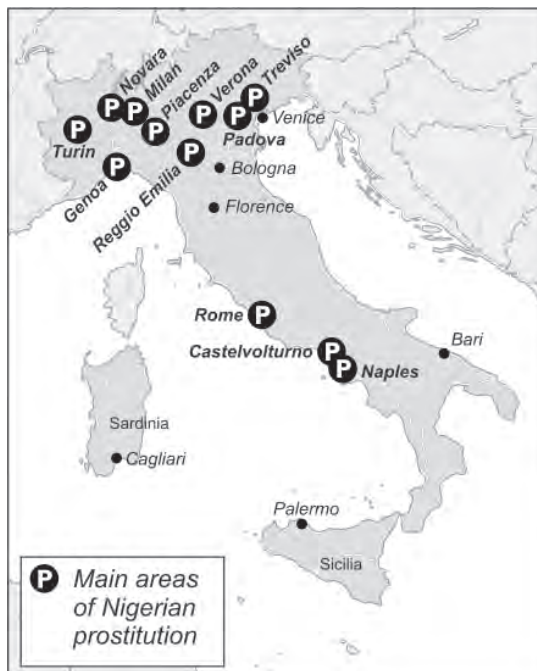 Novara
Milan
Piacenza
Verona
Treviso
P
P
P
P
P
P
P
Venice
Turin
Padova
Genoa
P
Reggio Emilia
P
Bologna
Florence
Rome
P
Castelvolturno
P
P
Naples
Bari
Sardinia
Cagliari
Palermo
Sicilia
P
Main areas
of Nigerian
prostitution